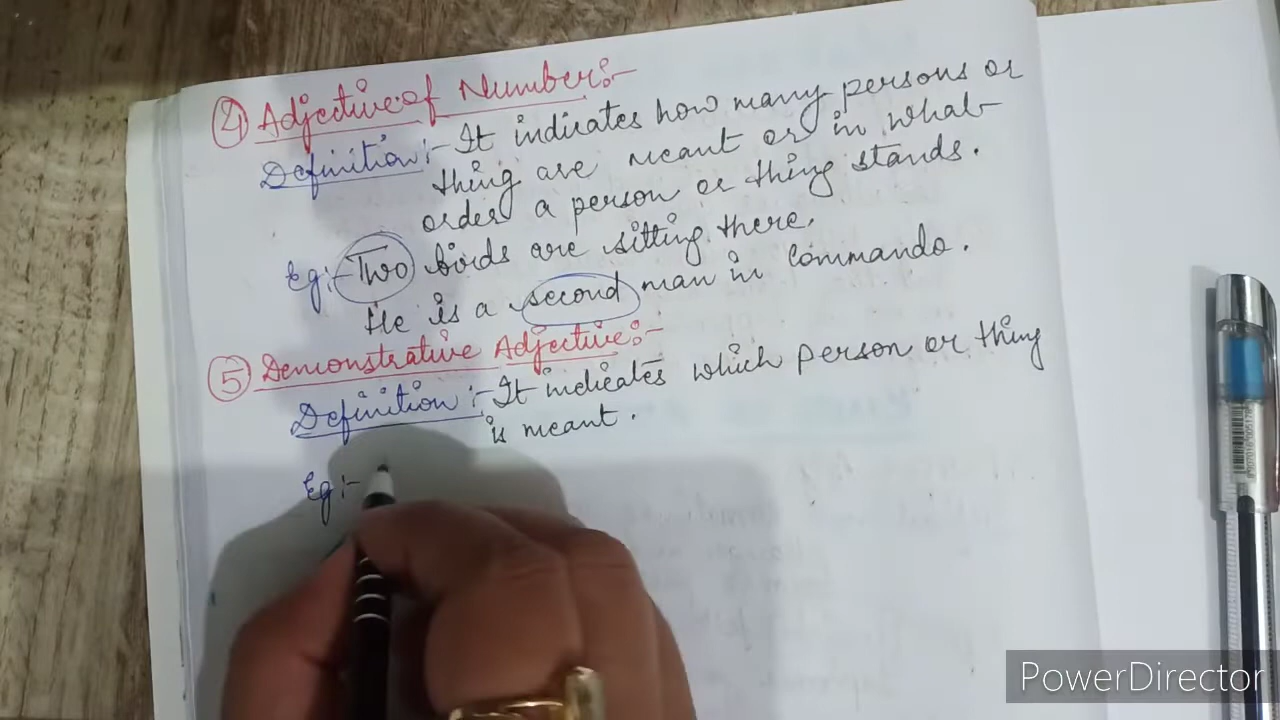 ④ Adjective of Number:-
Definition:- It indicates how many persons or
thing are meant or in what
order a person or thing stands.
Eg:- Two birds are sitting there.
He is a second man in commando.
⑤ Demonstrative Adjective:-
Definition:- It indicates which person or thing
is meant.
Eg:-
PowerDirector